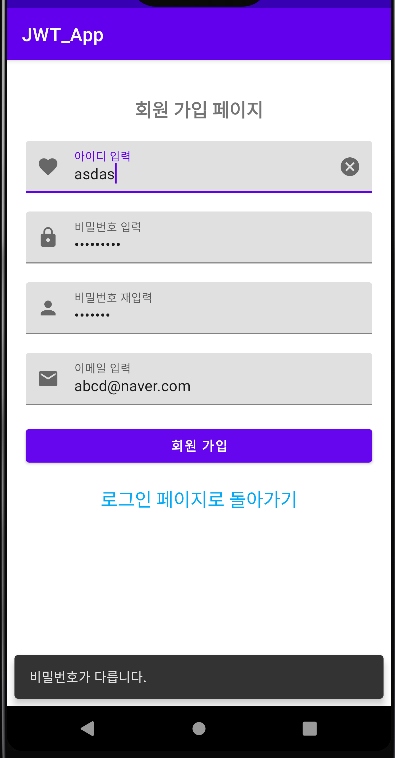 JWT_App
회원 가입 페이지
아이디 입력
asdas
비밀번호 입력
•••••••••
비밀번호 재입력
•••••••
이메일 입력
abcd@naver.com
회원 가입
로그인 페이지로 돌아가기
비밀번호가 다릅니다.